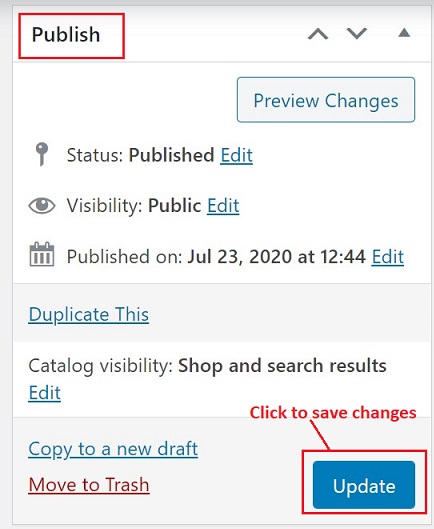 Publish
Preview Changes
Status: Published Edit
Visibility: Public Edit
Published on: Jul 23, 2020 at 12:44 Edit
Duplicate This
Catalog visibility: Shop and search results
Edit
Click to save changes
Copy to a new draft
Move to Trash
Update